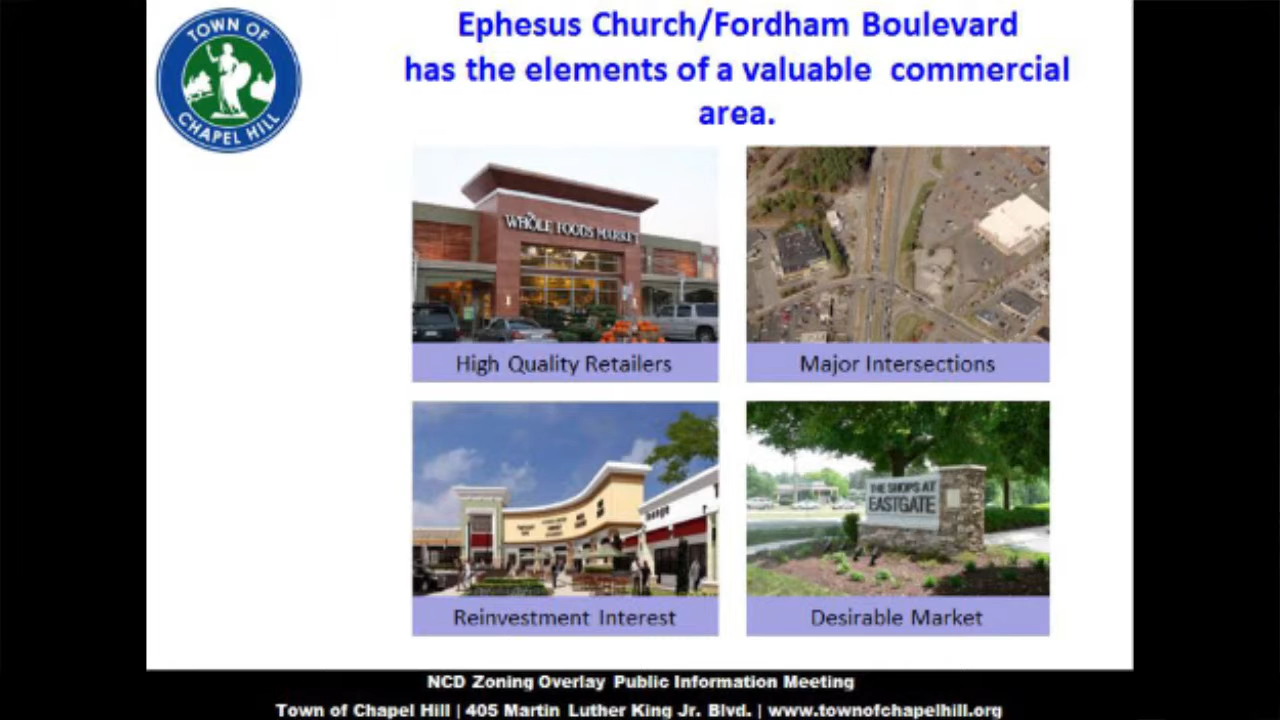 TOWN OF
CHAPEL HILL
Ephesus Church/Fordham Boulevard
has the elements of a valuable commercial
area.
WHOLE FOODS MARKET
High Quality Retailers
Major Intersections
lounge
THE SHOPS AT
EASTGATE
Reinvestment Interest
Desirable Market
NCD Zoning Overlay Public Information Meeting
Town of Chapel Hill | 405 Martin Luther King Jr. Blvd. | www.townofchapelhill.org